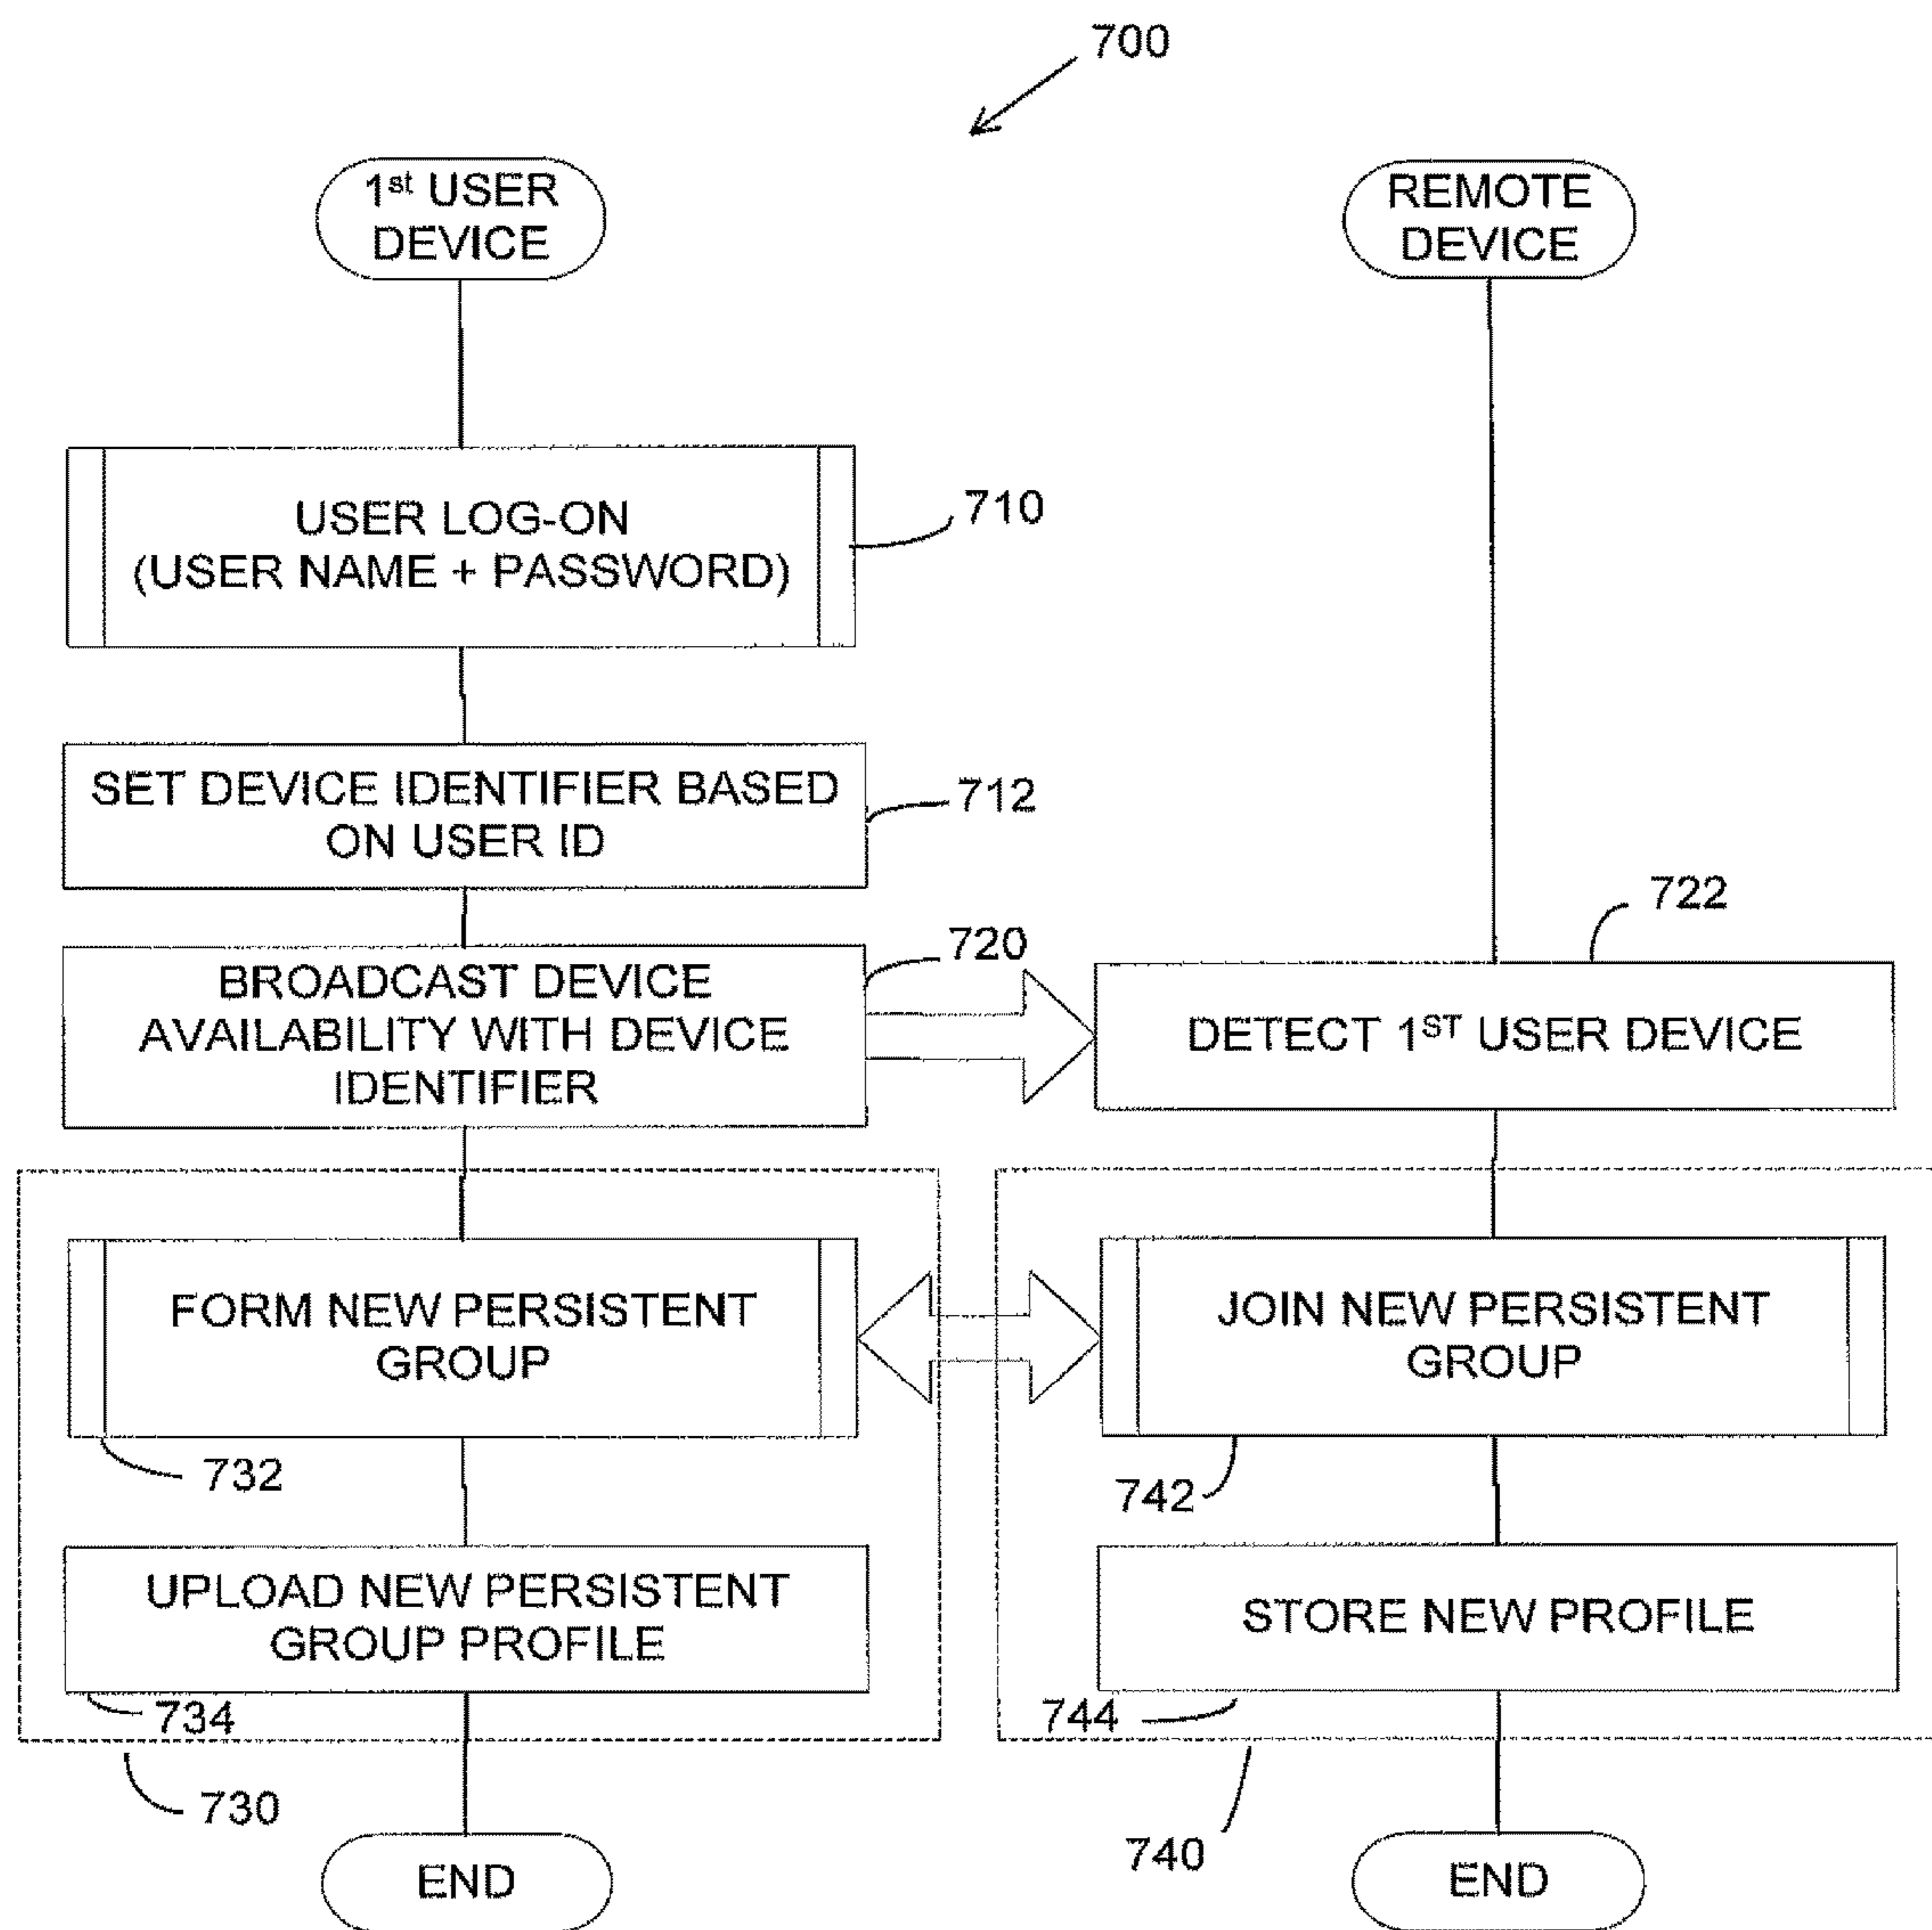 700
1st USER
DEVICE
REMOTE
DEVICE
USER LOG-ON
(USER NAME + PASSWORD)
710
SET DEVICE IDENTIFIER BASED
ON USER ID
712
722
720
BROADCAST DEVICE
AVAILABILITY WITH DEVICE
IDENTIFIER
DETECT 1ST USER DEVICE
FORM NEW PERSISTENT
GROUP
732
JOIN NEW PERSISTENT
GROUP
742
UPLOAD NEW PERSISTENT
GROUP PROFILE
734
STORE NEW PROFILE
744
730
740
END
END